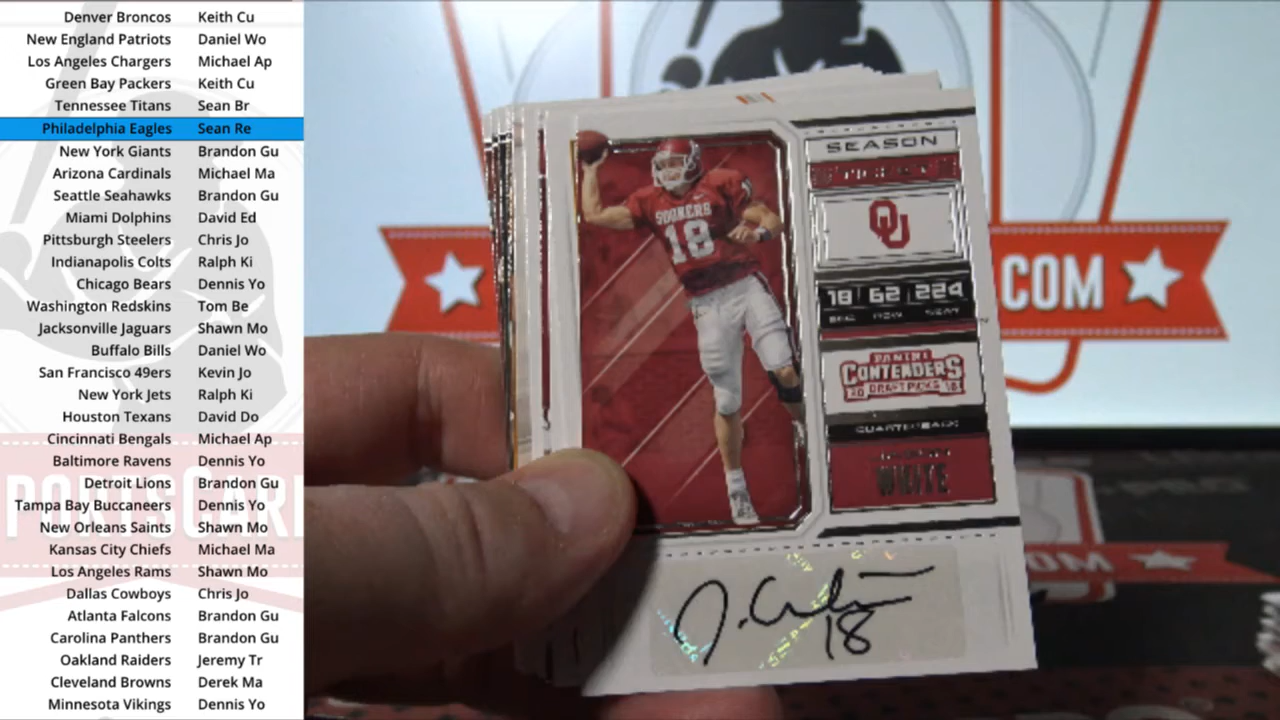 Denver Broncos Keith Cu
New England Patriots Daniel Wo
Los Angeles Chargers Michael Ap
Green Bay Packers Keith Cu
Tennessee Titans Sean Br
Philadelphia Eagles Sean Re
New York Giants Brandon Gu
Arizona Cardinals Michael Ma
Seattle Seahawks Brandon Gu
Miami Dolphins David Ed
Pittsburgh Steelers Chris Jo
Indianapolis Colts Ralph Ki
Chicago Bears Dennis Yo
Washington Redskins Tom Be
Jacksonville Jaguars Shawn Mo
Buffalo Bills Daniel Wo
San Francisco 49ers Kevin Jo
New York Jets Ralph Ki
Houston Texans David Do
Cincinnati Bengals Michael Ap
Baltimore Ravens Dennis Yo
Detroit Lions Brandon Gu
Tampa Bay Buccaneers Dennis Yo
New Orleans Saints Shawn Mo
Kansas City Chiefs Michael Ma
Los Angeles Rams Shawn Mo
Dallas Cowboys Chris Jo
Atlanta Falcons Brandon Gu
Carolina Panthers Brandon Gu
Oakland Raiders Jeremy Tr
Cleveland Browns Derek Ma
Minnesota Vikings Dennis Yo
SEASON
OU
SOONERS
18
18 62 224
SEC ROW SEAT
PANINI
CONTENDERS
20 DRAFT PICKS 18
QUARTERBACK
WHITE
18
.COM
.COM